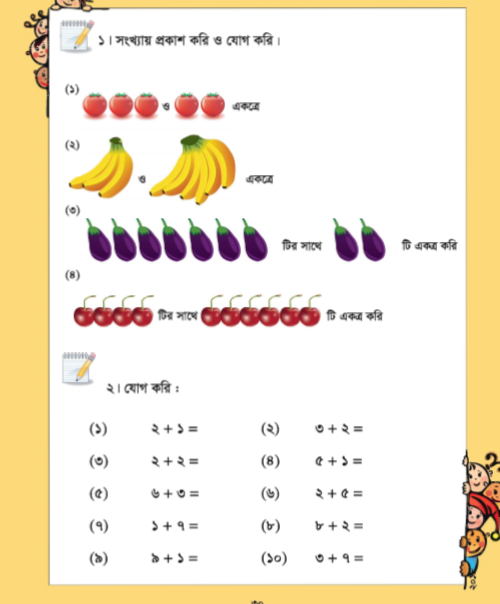 ১। সংখ্যায় প্রকাশ করি ও যোগ করি।
(১) ও একত্রে
(২) ও একত্রে
(৩) টির সাথে টি একত্র করি
(৪)
টির সাথে টি একত্র করি
২। যোগ করি :
(১) ২ + ১ = (২) ৩ + ২ =
(৩) ২ + ২ = (৪) ৫ + ১ =
(৫) ৬ + ৩ = (৬) ২ + ৫ =
(৭) ১ + ৭ = (৮) ৮ + ২ =
(৯) ৯ + ১ = (১০) ৩ + ৭ =